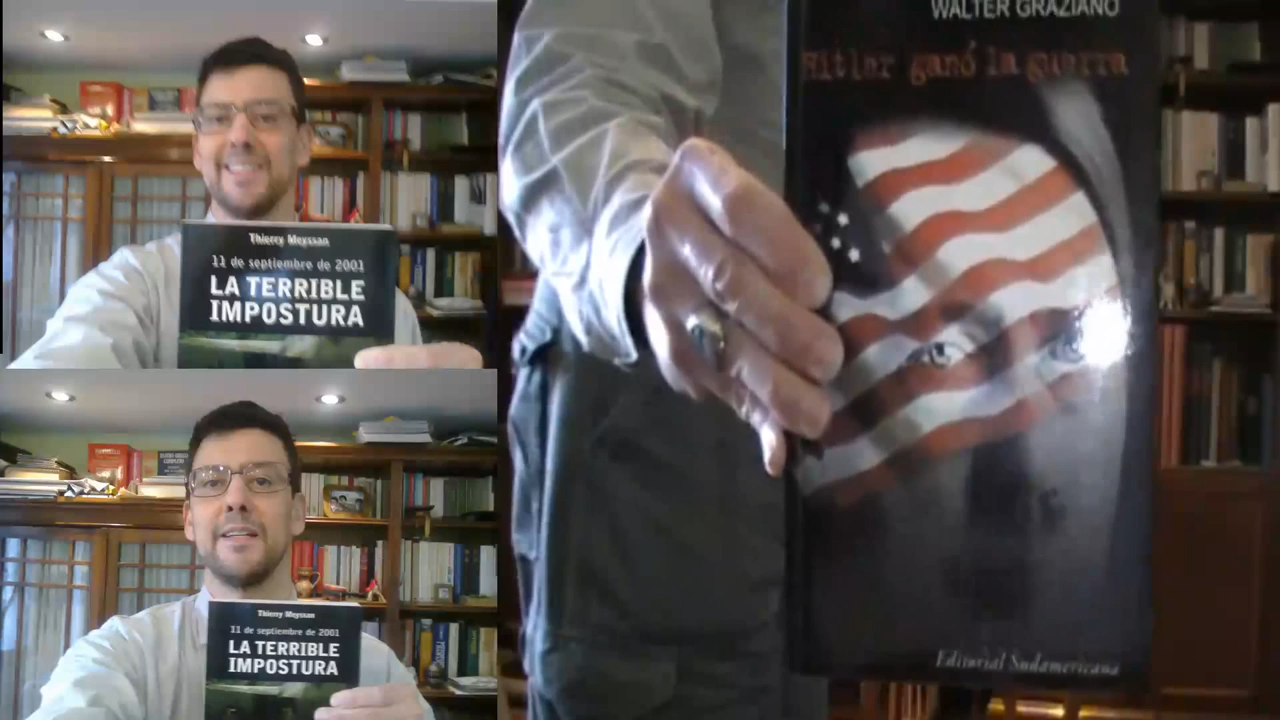 Thierry Meyssan
11 de septiembre de 2001
LA TERRIBLE
IMPOSTURA
Thierry Meyssan
11 de septiembre de 2001
LA TERRIBLE
IMPOSTURA
WALTER GRAZIANO
Hitler ganó la guerra
Editorial Sudamericana